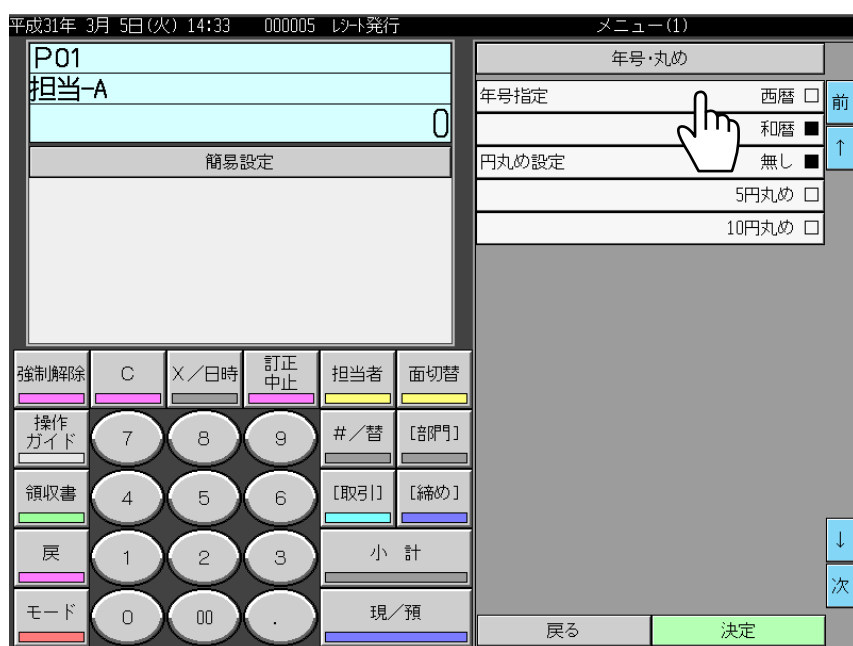 平成31年 3月 5日(火) 14:33 000005 レシート発行 メニュー(1)
P01
担当-A
0
簡易設定
年号・丸め
年号指定 西暦 □
和暦 ■
円丸め設定 無し ■
5円丸め □
10円丸め □
前
↑
↓
次
強制解除 C X/日時 訂正
中止 担当者 面切替
操作
ガイド 7 8 9 #/替 [部門]
領収書 4 5 6 [取引] [締め]
戻 1 2 3 小 計
モード 0 00 . 現/預
戻る 決定